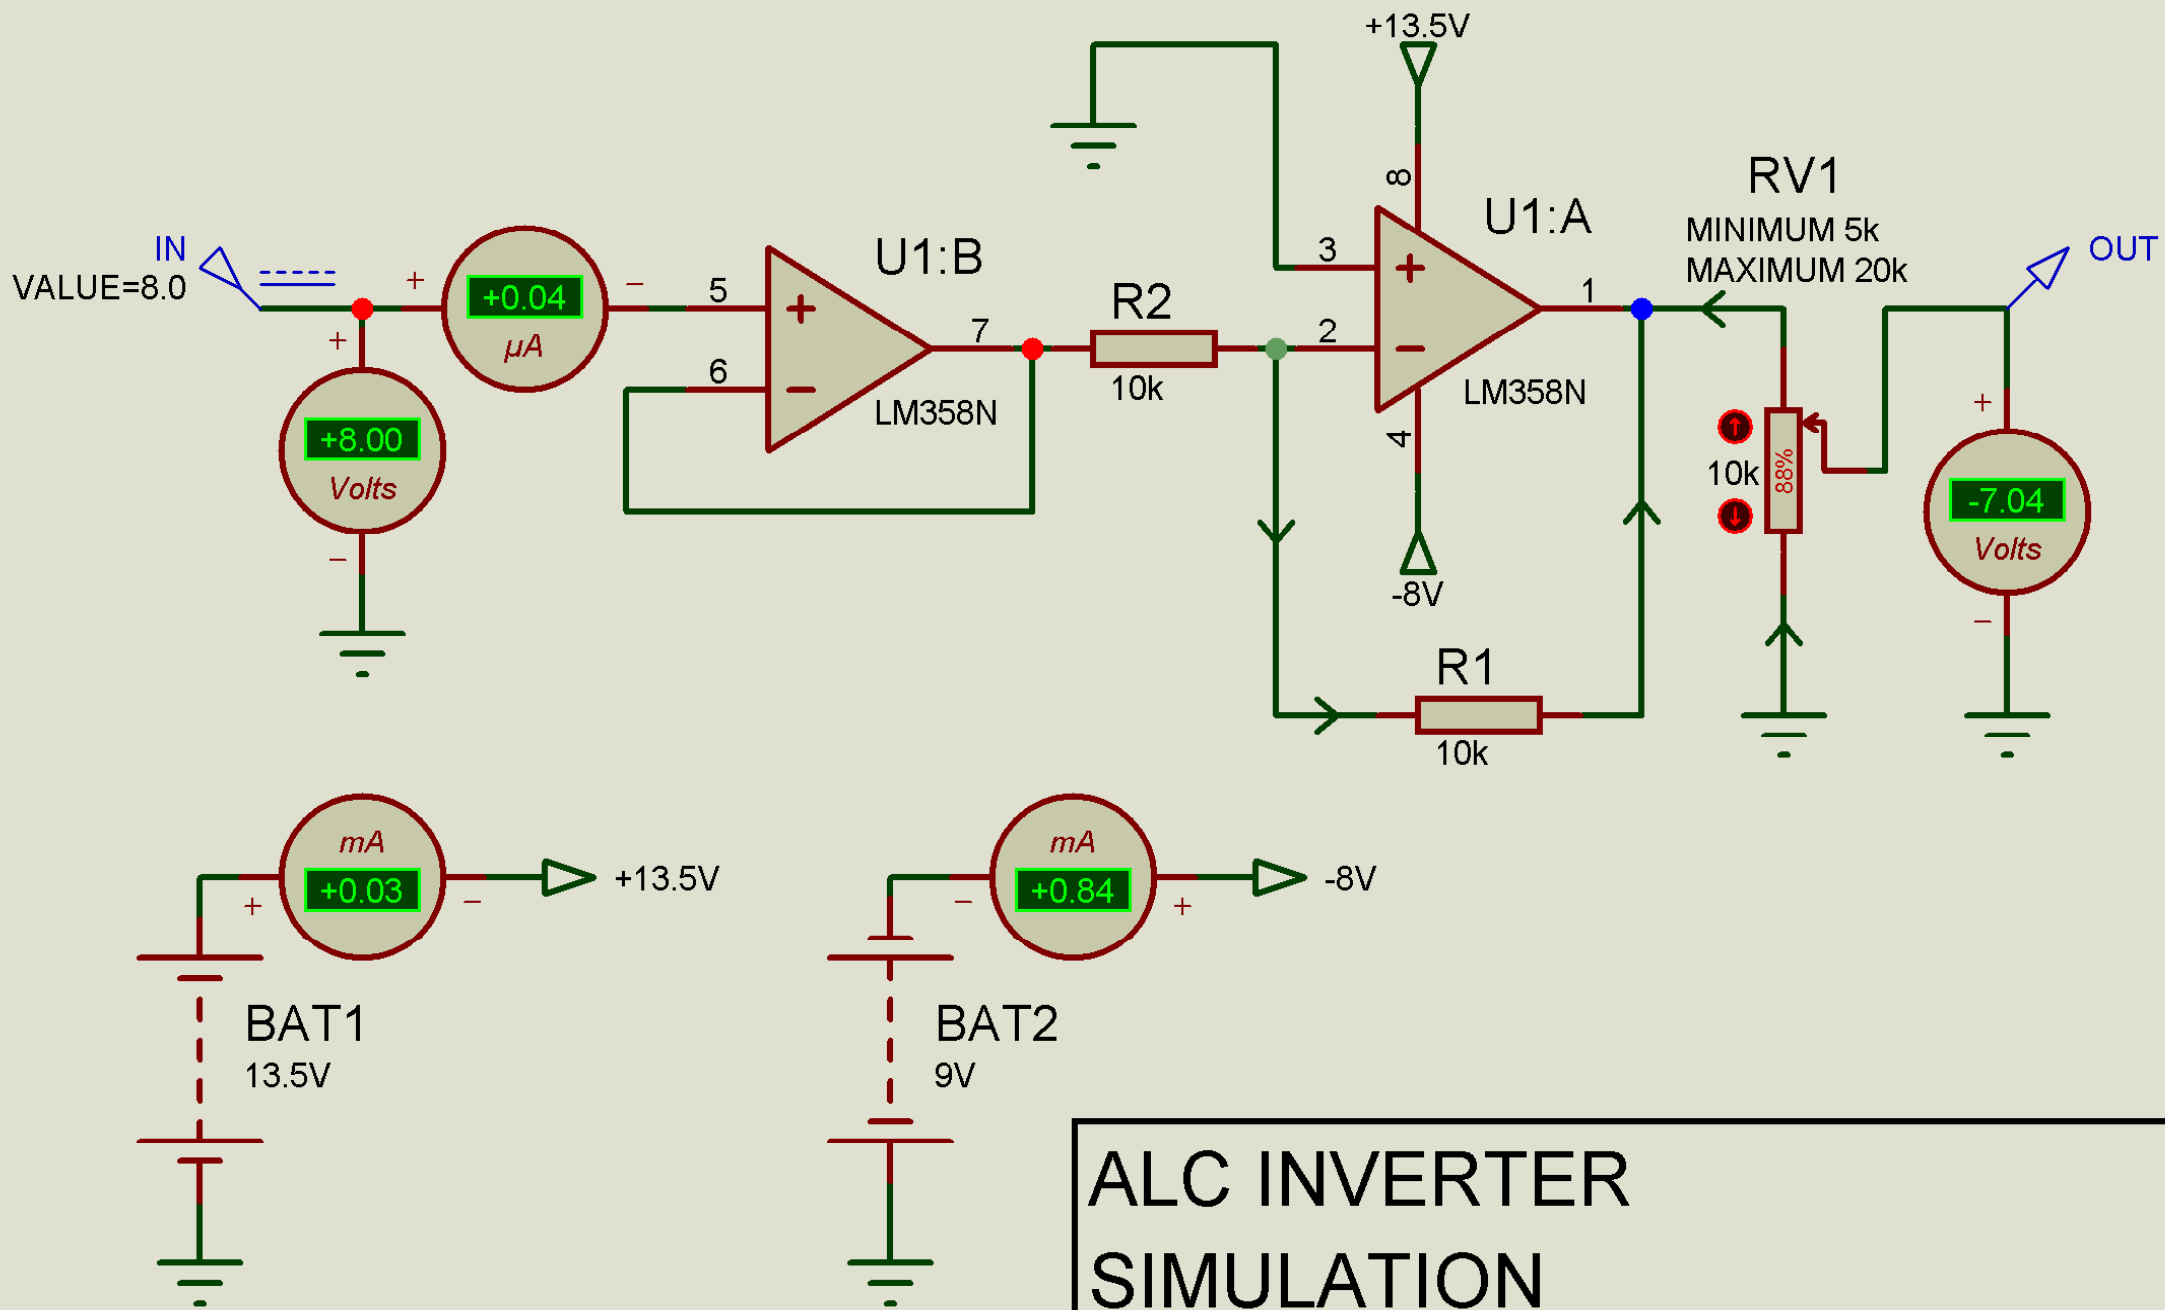 +13.5V
8
RV1
U1:A
MINIMUM 5k
MAXIMUM 20k
IN
VALUE=8.0
OUT
+
+0.04
µA
−
5
+
U1:B
3
+
1
7
R2
10k
2
−
6
−
LM358N
LM358N
4
-8V
+
+8.00
Volts
−
10k
88%
+
-7.04
Volts
−
R1
10k
mA
+0.03
+
−
+13.5V
mA
+0.84
−
+
-8V
BAT1
13.5V
BAT2
9V
ALC INVERTER
SIMULATION